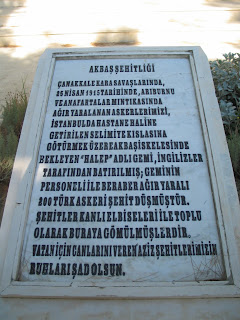 AKBAŞ ŞEHİTLİĞİ
ÇANAKKALE KARA SAVAŞLARINDA,
25 NİSAN 1915 TARİHİNDE, ARIBURNU
VE ANAFARTALAR MINTIKASINDA
AĞIR YARALANAN ASKERLERİMİZİ,
İSTANBULDA HASTANE HALİNE
GETİRİLEN SELİMİYE KIŞLASINA
GÖTÜRMEK ÜZERE AKBAŞ İSKELESİNDE
BEKLEYEN "HALEP" ADLI GEMİ, İNGİLİZLER
TARAFINDAN BATIRILMIŞ; GEMİNİN
PERSONELİ İLE BERABER AĞIR YARALI
200 TÜRK ASKERİ ŞEHİT DÜŞMÜŞTÜR.
ŞEHİTLER KANLI ELBİSELERİ İLE TOPLU
OLARAK BURAYA GÖMÜLMÜŞLERDİR.
VATAN İÇİN CANLARINI VEREN AZİZ ŞEHİTLERİMİZİN
RUHLARI ŞAD OLSUN.